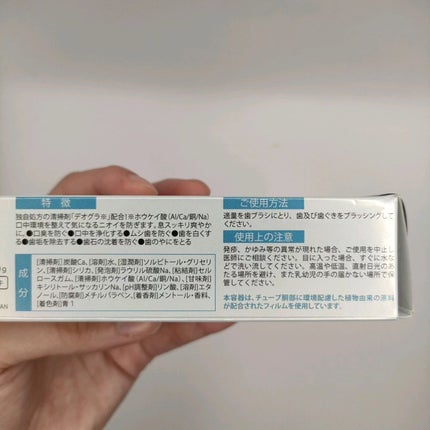 特徴
独自処方の清掃剤「デオグラ※」配合!※ホウケイ酸(Al/Ca/銅/Na)
口中環境を整えて気になるニオイを防ぎます。息スッキリ爽やか
に。●口臭を防ぐ●口中を浄化する●ムシ歯を防ぐ●歯を白くす
る●歯垢を除去する●歯石の沈着を防ぐ●歯のやにをとる
成分
[清掃剤]炭酸Ca、[溶剤]水、[湿潤剤]ソルビトール・グリセリ
ン、[清掃剤]シリカ、[発泡剤]ラウリル硫酸Na、[粘結剤]セル
ロースガム、[清掃剤]ホウケイ酸(Al/Ca/銅/Na)、[甘味剤]
キシリトール・サッカリンNa、[pH調整剤]リン酸、[溶剤]エタ
ノール、[防腐剤]メチルパラベン、[着香剤]メントール・香料、
[着色剤]青1
ご使用方法
適量を歯ブラシにとり、歯及び歯ぐきをブラッシングして
ください。
使用上の注意
発疹、かゆみ等の異常が現れた場合、ご使用を中止し
医師にご相談ください。目に入った場合、すぐに水な
どで洗い流してください。高温や低温、直射日光のあ
たる場所を避け、また乳幼児の手の届かない場所で保
管してください。
本容器は、チューブ胴部に環境配慮した植物由来の原料
が配合されたフィルムを使用しています。